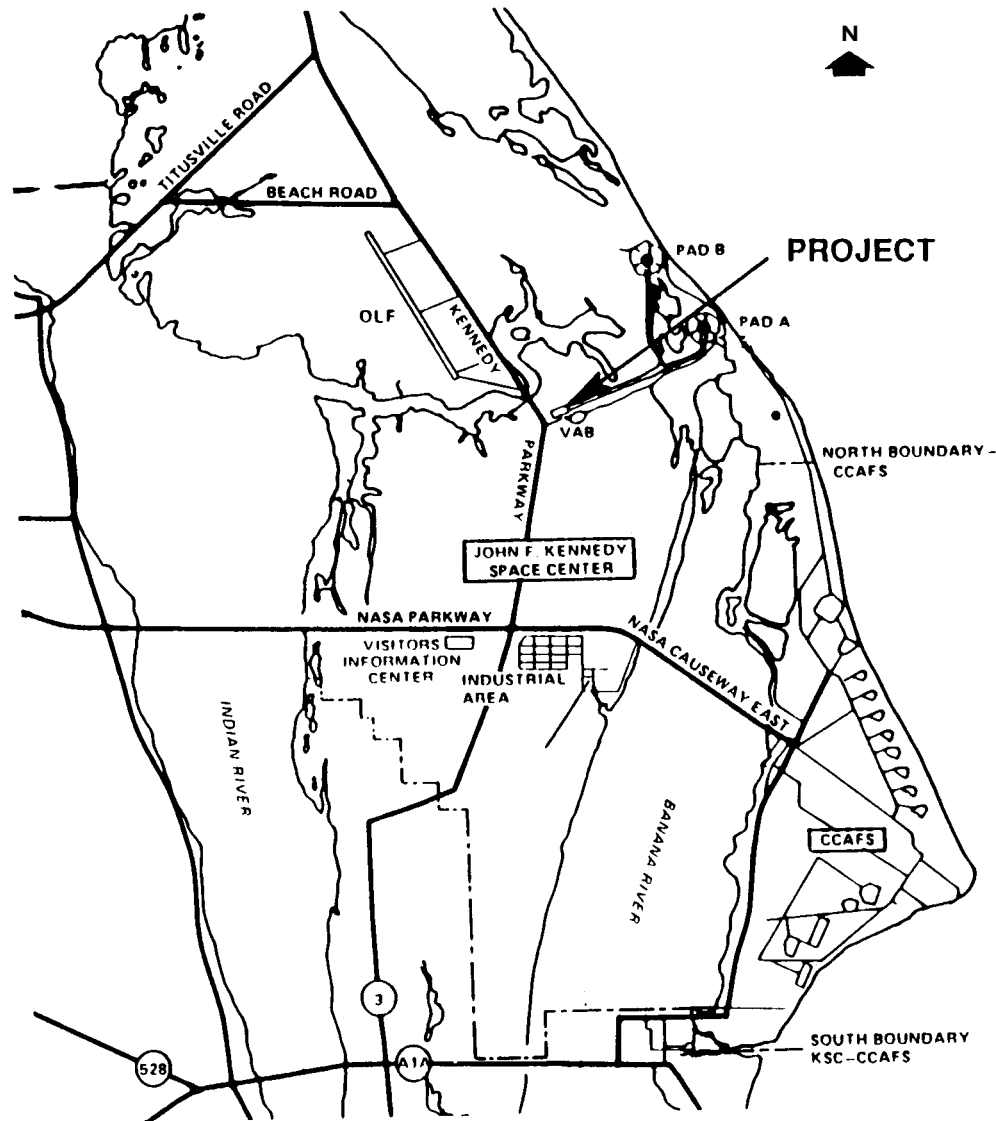 N
TITUSVILLE ROAD
BEACH ROAD
PAD B
PROJECT
OLF
KENNEDY
PAD A
VAB
PARKWAY
NORTH BOUNDARY -
CCAFS
JOHN F. KENNEDY
SPACE CENTER
NASA PARKWAY
NASA CAUSEWAY EAST
VISITORS
INFORMATION
CENTER
INDUSTRIAL
AREA
INDIAN RIVER
BANANA RIVER
CCAFS
3
SOUTH BOUNDARY
KSC-CCAFS
528
A1A